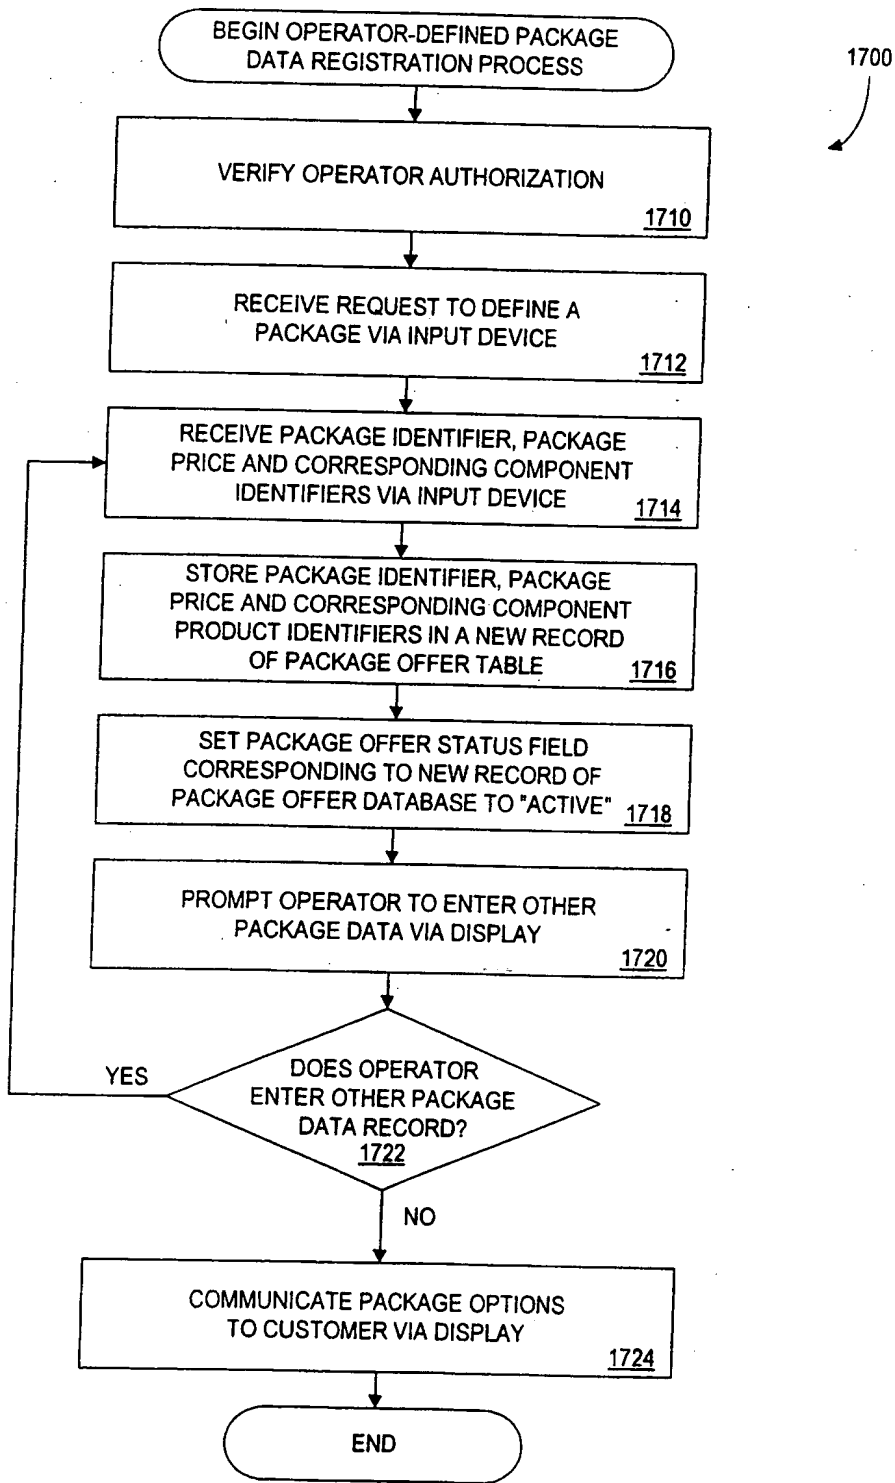 BEGIN OPERATOR-DEFINED PACKAGE
DATA REGISTRATION PROCESS
1700
VERIFY OPERATOR AUTHORIZATION
1710
RECEIVE REQUEST TO DEFINE A
PACKAGE VIA INPUT DEVICE
1712
RECEIVE PACKAGE IDENTIFIER, PACKAGE
PRICE AND CORRESPONDING COMPONENT
IDENTIFIERS VIA INPUT DEVICE
1714
STORE PACKAGE IDENTIFIER, PACKAGE
PRICE AND CORRESPONDING COMPONENT
PRODUCT IDENTIFIERS IN A NEW RECORD
OF PACKAGE OFFER TABLE
1716
SET PACKAGE OFFER STATUS FIELD
CORRESPONDING TO NEW RECORD OF
PACKAGE OFFER DATABASE TO "ACTIVE"
1718
PROMPT OPERATOR TO ENTER OTHER
PACKAGE DATA VIA DISPLAY
1720
YES
DOES OPERATOR
ENTER OTHER PACKAGE
DATA RECORD?
1722
NO
COMMUNICATE PACKAGE OPTIONS
TO CUSTOMER VIA DISPLAY
1724
END